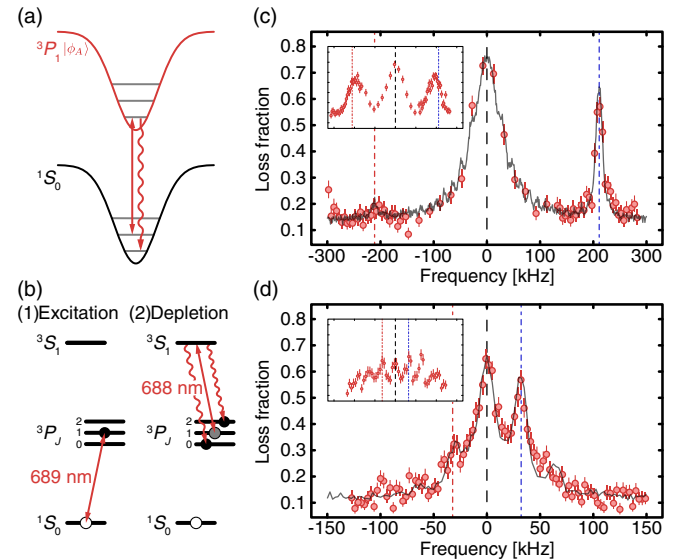 (a)
³P₁|ϕ_A⟩
¹S₀
(b)
(1)Excitation (2)Depletion
³S₁ ³S₁
688 nm
³P_J 2 1 0 ³P_J 2 1 0
689 nm
¹S₀ ¹S₀
(c)
Loss fraction
0.8
0.7
0.6
0.5
0.4
0.3
0.2
0.1
-300 -200 -100 0 100 200 300
Frequency [kHz]
(d)
Loss fraction
0.8
0.7
0.6
0.5
0.4
0.3
0.2
0.1
-150 -100 -50 0 50 100 150
Frequency [kHz]